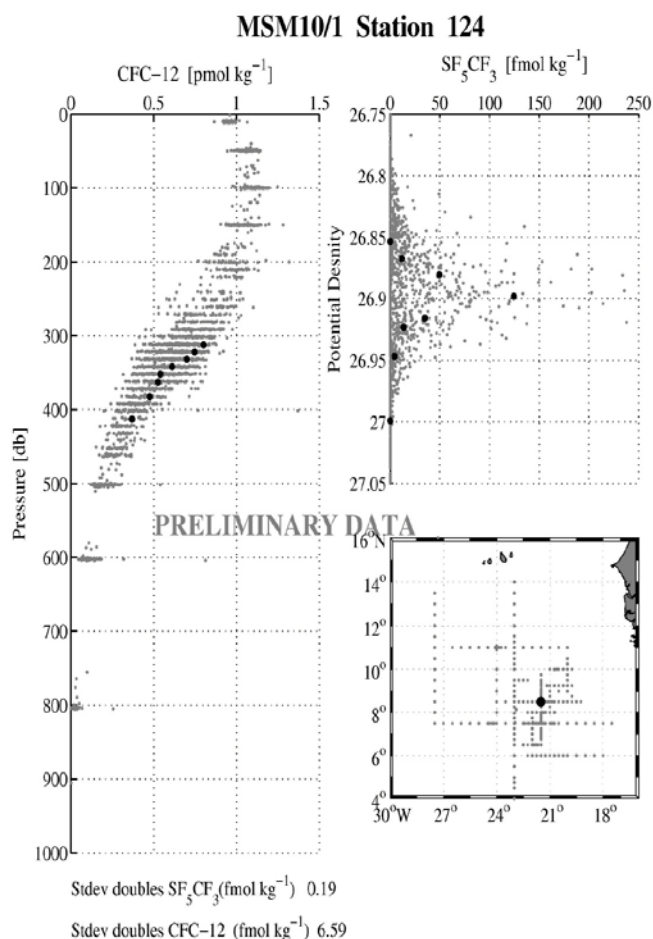 MSM10/1 Station 124
CFC-12 [pmol kg⁻¹]
0 0.5 1 1.5
0
100
200
300
400
500
600
700
800
900
1000
Pressure [db]
SF₅CF₃ [fmol kg⁻¹]
0 50 100 150 200 250
26.75
26.8
26.85
26.9
26.95
27
27.05
Potential Desnity
PRELIMINARY DATA
16°N
14°
12°
10°
8°
6°
4°
30°W 27° 24° 21° 18°
Stdev doubles SF₅CF₃(fmol kg⁻¹) 0.19
Stdev doubles CFC-12 (fmol kg⁻¹) 6.59